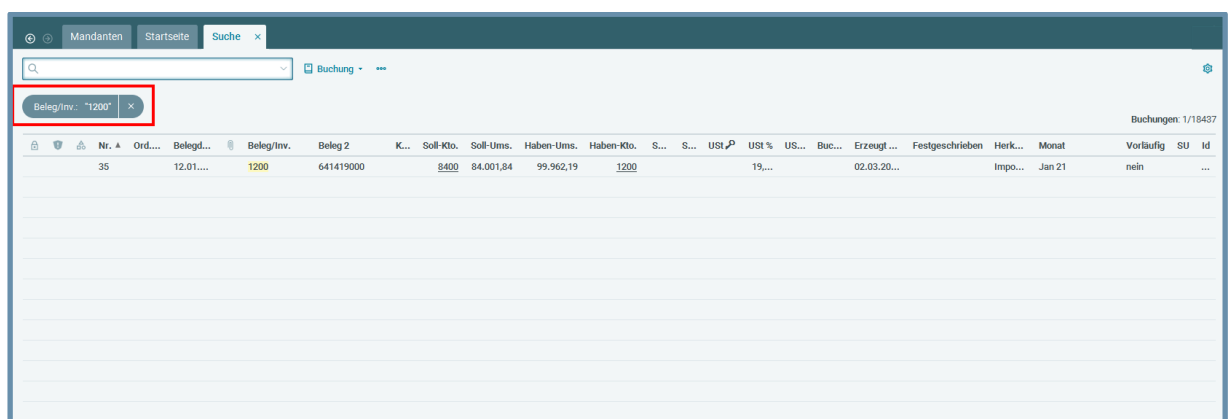 Mandanten Startseite Suche ×
Buchung
Beleg/Inv.: "1200" ×
Buchungen: 1/18437
Nr. Ord.... Belegd... Beleg/Inv. Beleg 2 K... Soll-Kto. Soll-Ums. Haben-Ums. Haben-Kto. S... S... USt USt % US... Buc... Erzeugt ... Festgeschrieben Herk... Monat Vorläufig SU Id
35 12.01.... 1200 641419000 8400 84.001,84 99.962,19 1200 19,... 02.03.20... Impo... Jan 21 nein ...